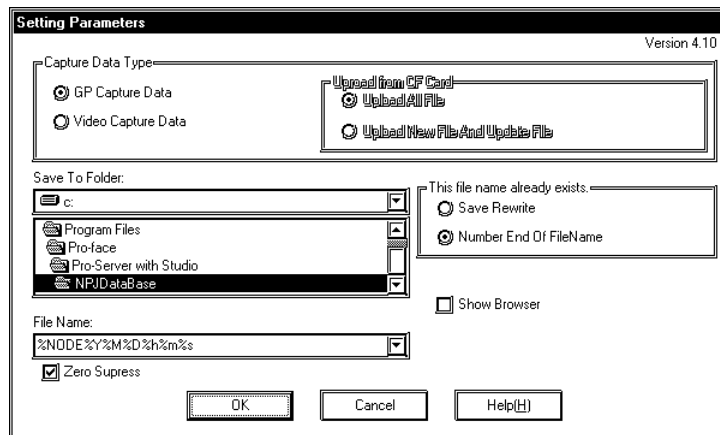 Setting Parameters
Version 4.10
Capture Data Type
GP Capture Data
Video Capture Data
Upread from CF Card
Upload All File
Upload New File And Update File
Save To Folder:
c:
Program Files
Pro-face
Pro-Server with Studio
NPJDataBase
This file name already exists.
Save Rewrite
Number End Of FileName
Show Browser
File Name:
%NODE%Y%M%D%h%m%s
Zero Supress
OK
Cancel
Help(H)